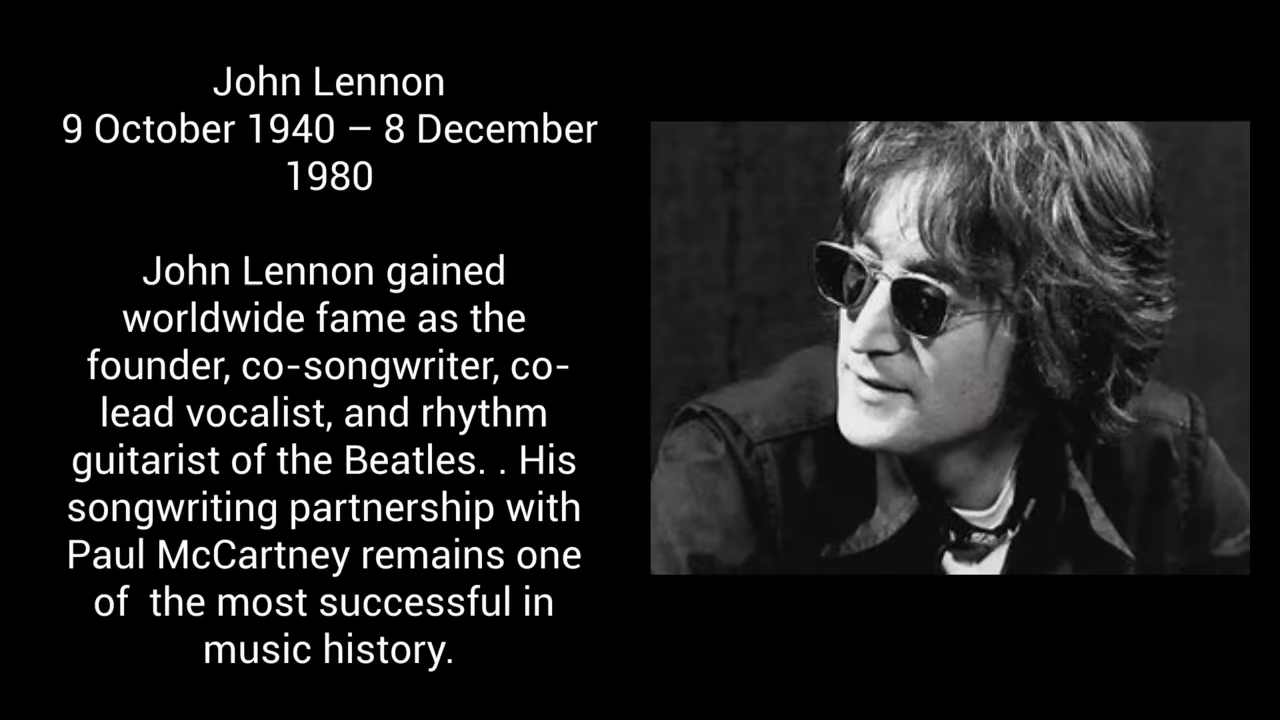 John Lennon
9 October 1940 – 8 December
1980
John Lennon gained
worldwide fame as the
founder, co-songwriter, co-
lead vocalist, and rhythm
guitarist of the Beatles. . His
songwriting partnership with
Paul McCartney remains one
of  the most successful in
music history.